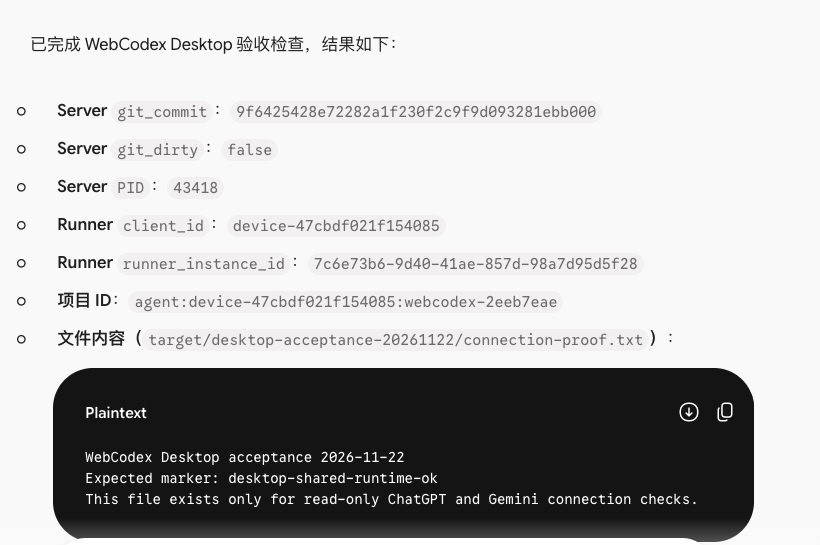 已完成 WebCodex Desktop 验收检查，结果如下：
Server git_commit： 9f6425428e72282a1f230f2c9f9d093281ebb000
Server git_dirty： false
Server PID： 43418
Runner client_id： device-47cbdf021f154085
Runner runner_instance_id： 7c6e73b6-9d40-41ae-857d-98a7d95d5f28
项目 ID： agent:device-47cbdf021f154085:webcodex-2eeb7eae
文件内容（target/desktop-acceptance-20261122/connection-proof.txt）：
Plaintext
WebCodex Desktop acceptance 2026-11-22
Expected marker: desktop-shared-runtime-ok
This file exists only for read-only ChatGPT and Gemini connection checks.